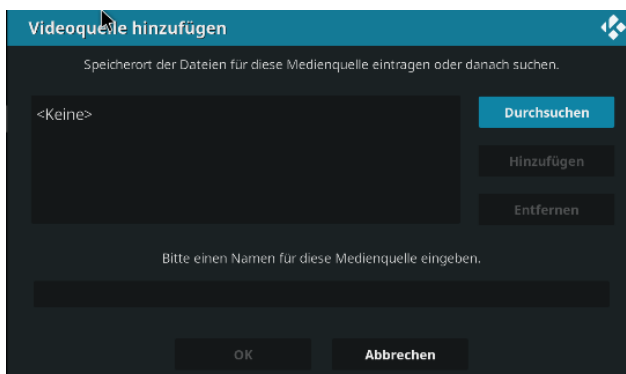 Videoquelle hinzufügen
Speicherort der Dateien für diese Medienquelle eintragen oder danach suchen.
<Keine>
Durchsuchen
Hinzufügen
Entfernen
Bitte einen Namen für diese Medienquelle eingeben.
OK
Abbrechen